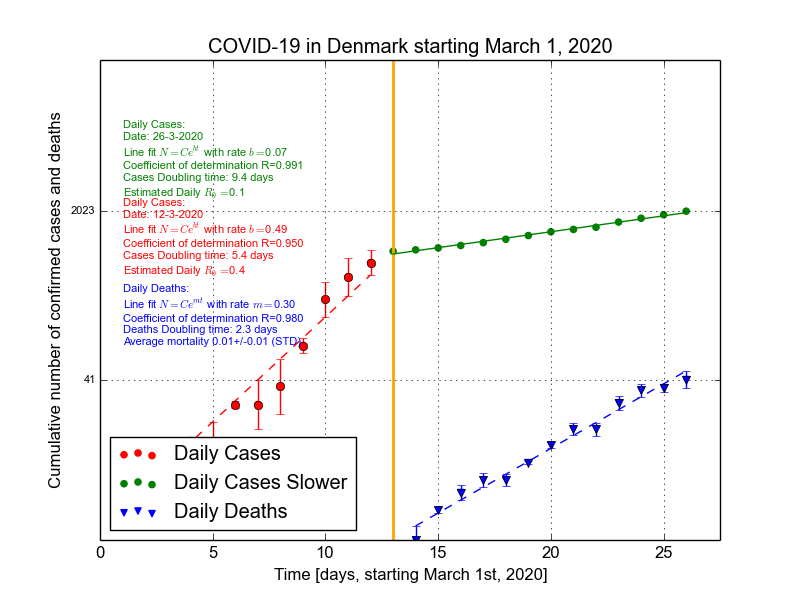 COVID-19 in Denmark starting March 1, 2020
Cumulative number of confirmed cases and deaths
Daily Cases:
Date: 26-3-2020
Line fit N = Ce^{bt} with rate b =0.07
Coefficient of determination R=0.991
Cases Doubling time: 9.4 days
Estimated Daily R_0 =0.1
Daily Cases:
Date: 12-3-2020
Line fit N = Ce^{bt} with rate b =0.49
Coefficient of determination R=0.950
Cases Doubling time: 5.4 days
Estimated Daily R_0 =0.4
Daily Deaths:
Line fit N = Ce^{mt} with rate m =0.30
Coefficient of determination R=0.980
Deaths Doubling time: 2.3 days
Average mortality 0.01+/-0.01 (STD)
2023
41
Daily Cases
Daily Cases Slower
Daily Deaths
0 5 10 15 20 25
Time [days, starting March 1st, 2020]